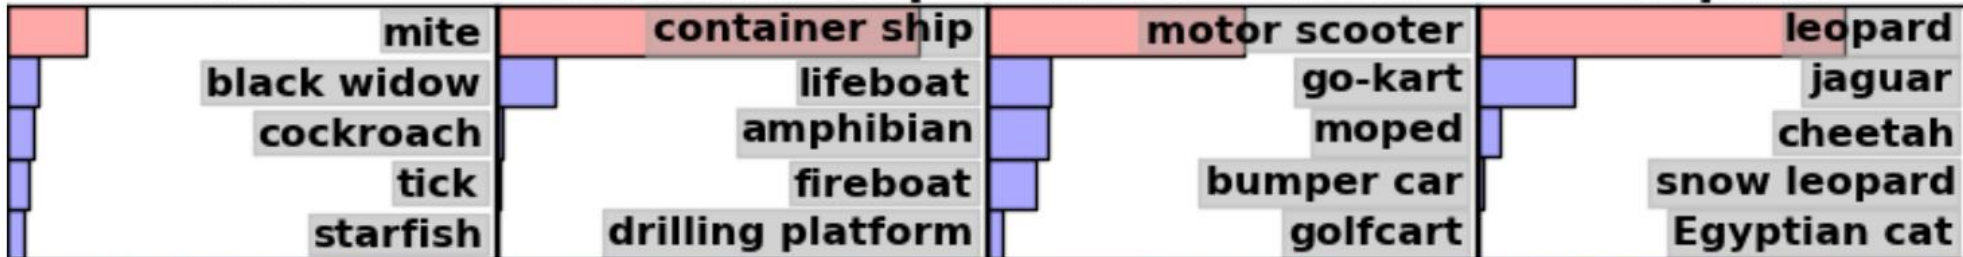 mite
black widow
cockroach
tick
starfish
container ship
lifeboat
amphibian
fireboat
drilling platform
motor scooter
go-kart
moped
bumper car
golfcart
leopard
jaguar
cheetah
snow leopard
Egyptian cat